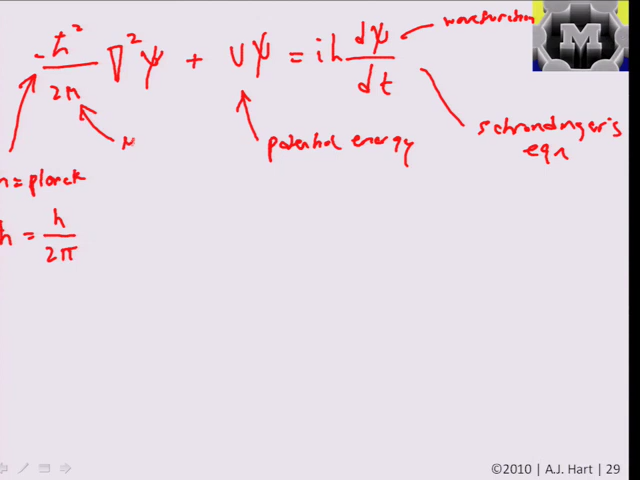 -ħ²/2m ∇²ψ + Uψ = iħ dψ/dt
wavefunction
schrondinger's
eqn
potential energy
= planck
ħ = h/2π
M
©2010 | A.J. Hart | 29